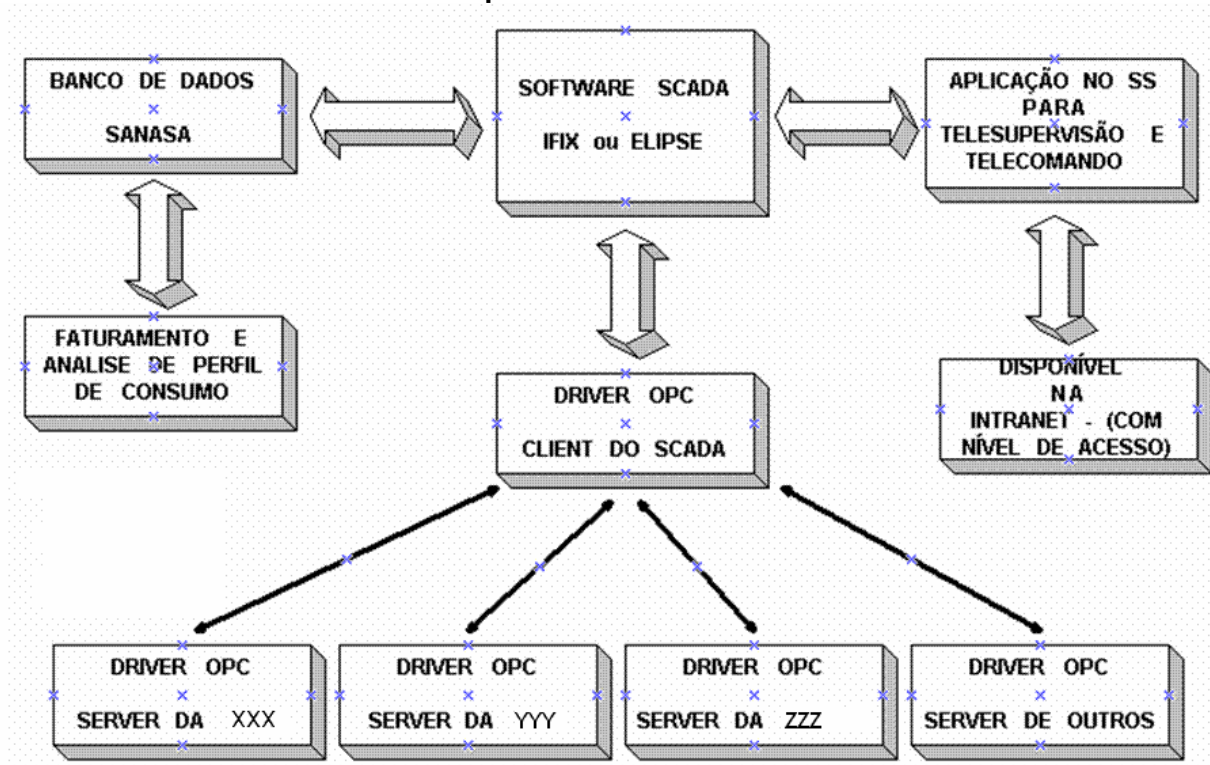 BANCO DE DADOS
SANASA
SOFTWARE SCADA
IFIX ou ELIPSE
APLICAÇÃO NO SS
PARA
TELESUPERVISÃO E
TELECOMANDO
FATURAMENTO E
ANALISE DE PERFIL
DE CONSUMO
DRIVER OPC
CLIENT DO SCADA
DISPONÍVEL
NA
INTRANET - (COM
NÍVEL DE ACESSO)
DRIVER OPC
SERVER DA XXX
DRIVER OPC
SERVER DA YYY
DRIVER OPC
SERVER DA ZZZ
DRIVER OPC
SERVER DE OUTROS